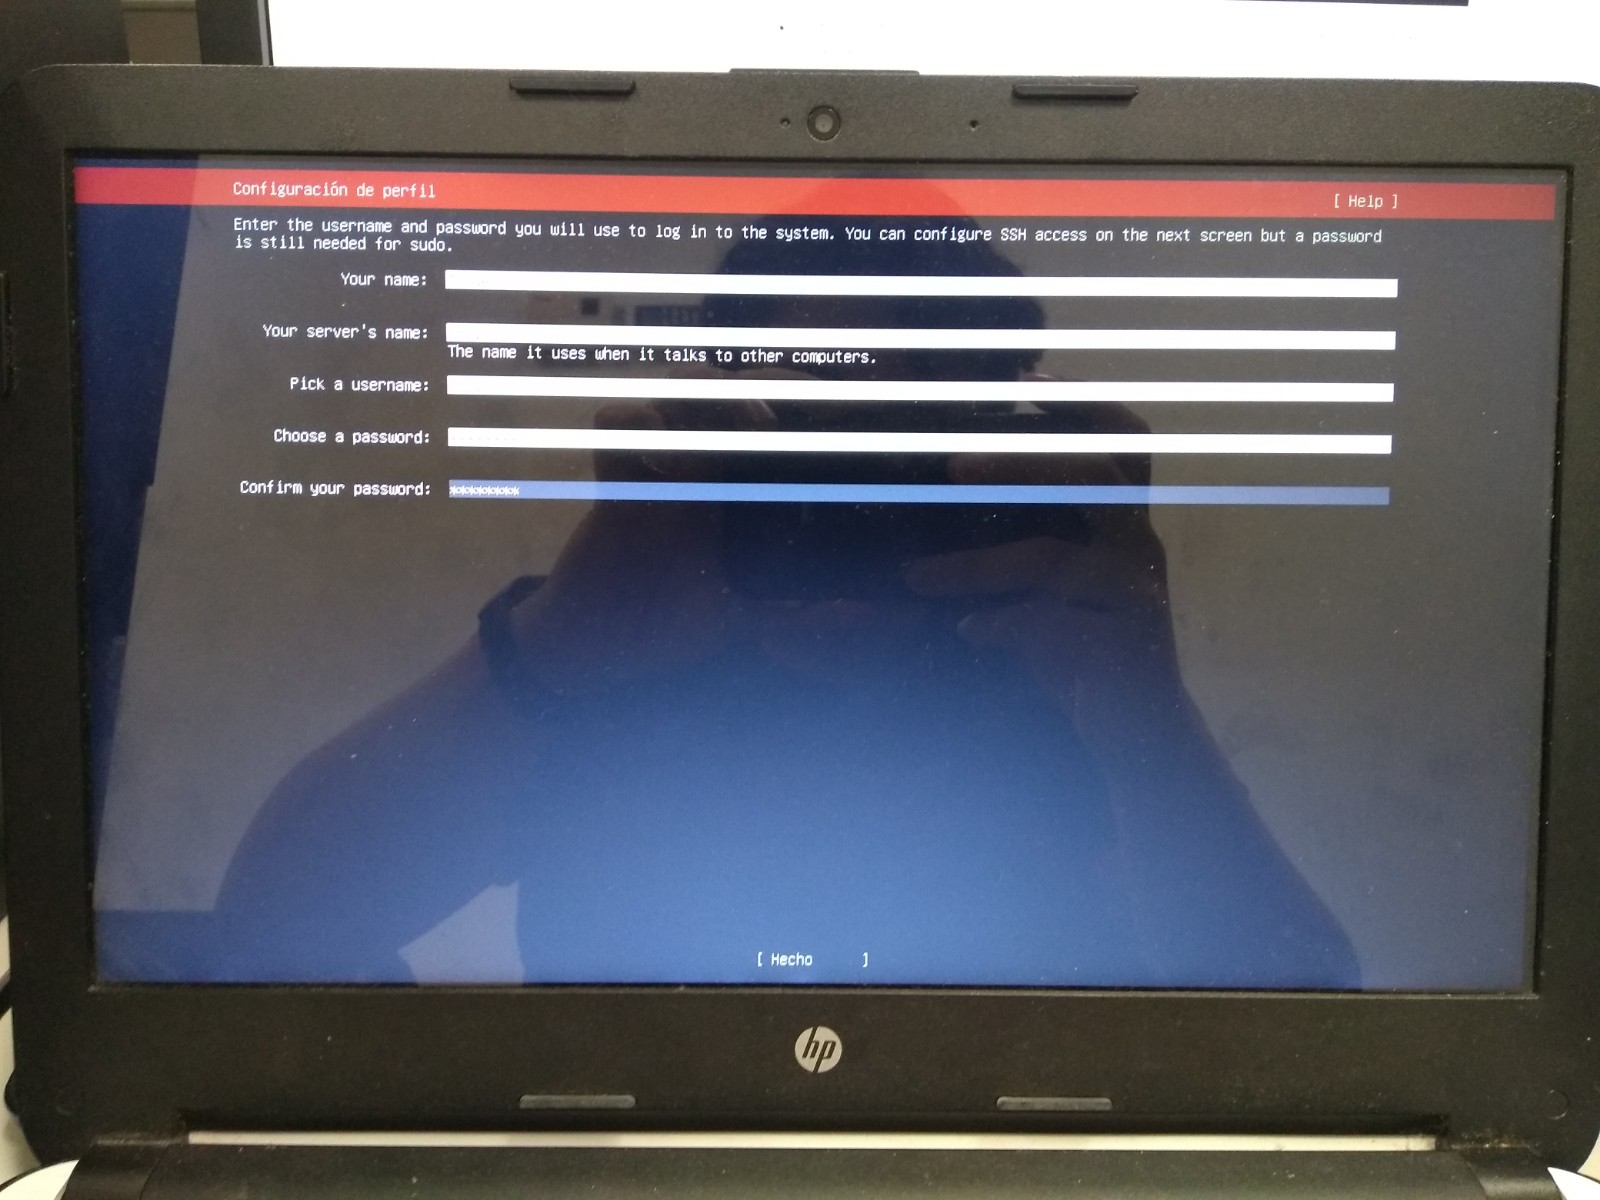 Configuración de perfil
[ Help ]
Enter the username and password you will use to log in to the system. You can configure SSH access on the next screen but a password
is still needed for sudo.
Your name:
Your server's name:
The name it uses when it talks to other computers.
Pick a username:
Choose a password:
Confirm your password: *********
[ Hecho ]
hp